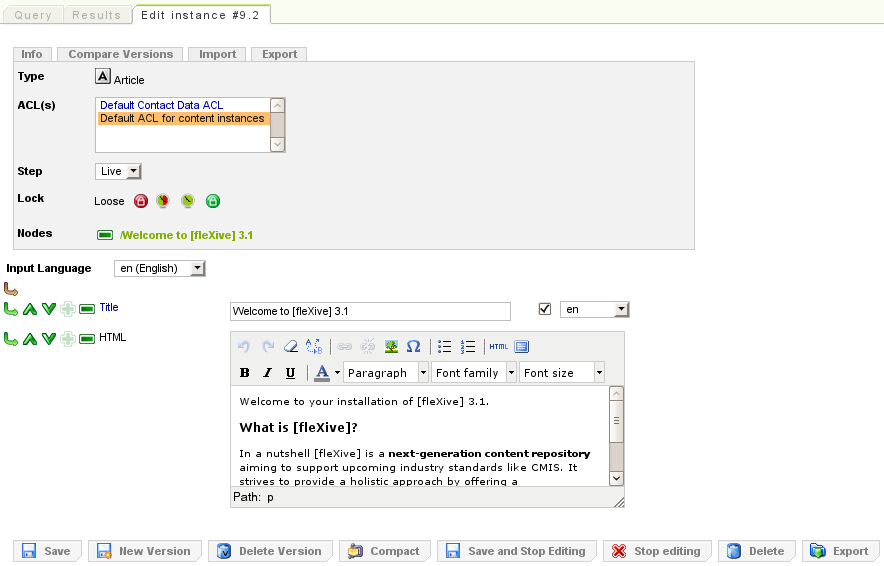 Query Results Edit instance #9.2
Info Compare Versions Import Export
Type A Article
ACL(s) Default Contact Data ACL
Default ACL for content instances
Step Live
Lock Loose
Nodes /Welcome to [fleXive] 3.1
Input Language en (English)
Title Welcome to [fleXive] 3.1 en
HTML
HTML
B I U A Paragraph Font family Font size
Welcome to your installation of [fleXive] 3.1.
What is [fleXive]?
In a nutshell [fleXive] is a next-generation content repository
aiming to support upcoming industry standards like CMIS. It
strives to provide a holistic approach by offering a
Path: p
Save New Version Delete Version Compact Save and Stop Editing Stop editing Delete Export